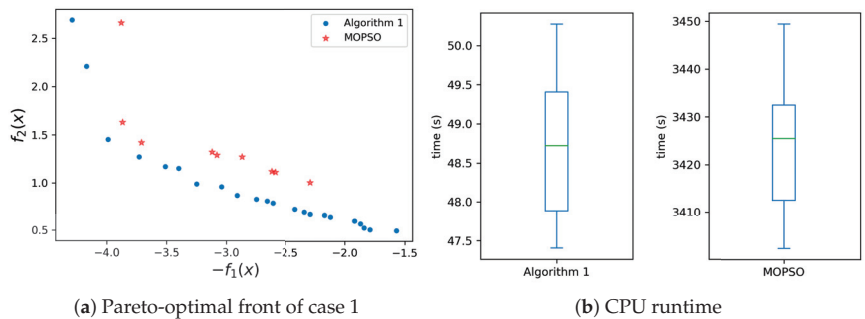 Algorithm 1
MOPSO
f₂(x)
2.5
2.0
1.5
1.0
0.5
−4.0
−3.5
−3.0
−2.5
−2.0
−1.5
−f₁(x)
(a) Pareto-optimal front of case 1
time (s)
50.0
49.5
49.0
48.5
48.0
47.5
Algorithm 1
time (s)
3450
3440
3430
3420
3410
MOPSO
(b) CPU runtime